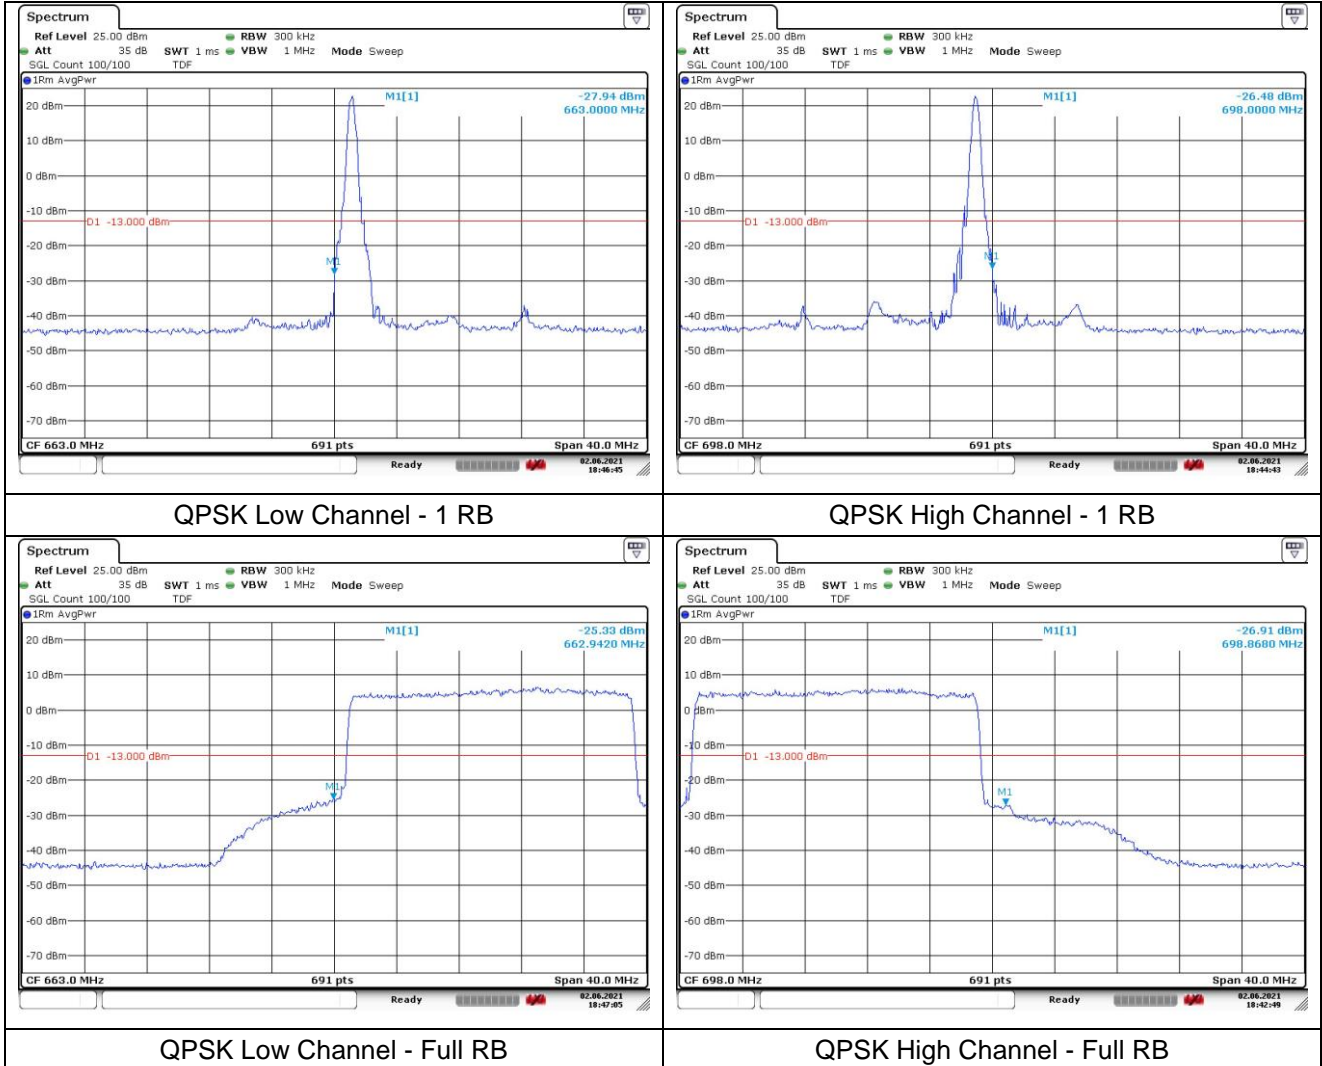 Spectrum
Ref Level 25.00 dBm RBW 300 kHz
Att 35 dB SWT 1 ms VBW 1 MHz Mode Sweep
SGL Count 100/100 TDF
1Rm AvgPwr
M1[1] -27.94 dBm
663.0000 MHz
20 dBm
10 dBm
0 dBm
-10 dBm
D1 -13.000 dBm
-20 dBm
M1
-30 dBm
-40 dBm
-50 dBm
-60 dBm
-70 dBm
CF 663.0 MHz 691 pts Span 40.0 MHz
Ready 02.06.2021
18:46:45
QPSK Low Channel - 1 RB
Spectrum
Ref Level 25.00 dBm RBW 300 kHz
Att 35 dB SWT 1 ms VBW 1 MHz Mode Sweep
SGL Count 100/100 TDF
1Rm AvgPwr
M1[1] -26.48 dBm
698.0000 MHz
20 dBm
10 dBm
0 dBm
-10 dBm
D1 -13.000 dBm
-20 dBm
M1
-30 dBm
-40 dBm
-50 dBm
-60 dBm
-70 dBm
CF 698.0 MHz 691 pts Span 40.0 MHz
Ready 02.06.2021
18:44:43
QPSK High Channel - 1 RB
Spectrum
Ref Level 25.00 dBm RBW 300 kHz
Att 35 dB SWT 1 ms VBW 1 MHz Mode Sweep
SGL Count 100/100 TDF
1Rm AvgPwr
M1[1] -25.33 dBm
662.9420 MHz
20 dBm
10 dBm
0 dBm
-10 dBm
D1 -13.000 dBm
-20 dBm
M1
-30 dBm
-40 dBm
-50 dBm
-60 dBm
-70 dBm
CF 663.0 MHz 691 pts Span 40.0 MHz
Ready 02.06.2021
18:47:05
QPSK Low Channel - Full RB
Spectrum
Ref Level 25.00 dBm RBW 300 kHz
Att 35 dB SWT 1 ms VBW 1 MHz Mode Sweep
SGL Count 100/100 TDF
1Rm AvgPwr
M1[1] -26.91 dBm
698.8680 MHz
20 dBm
10 dBm
0 dBm
-10 dBm
D1 -13.000 dBm
-20 dBm
M1
-30 dBm
-40 dBm
-50 dBm
-60 dBm
-70 dBm
CF 698.0 MHz 691 pts Span 40.0 MHz
Ready 02.06.2021
18:42:49
QPSK High Channel - Full RB